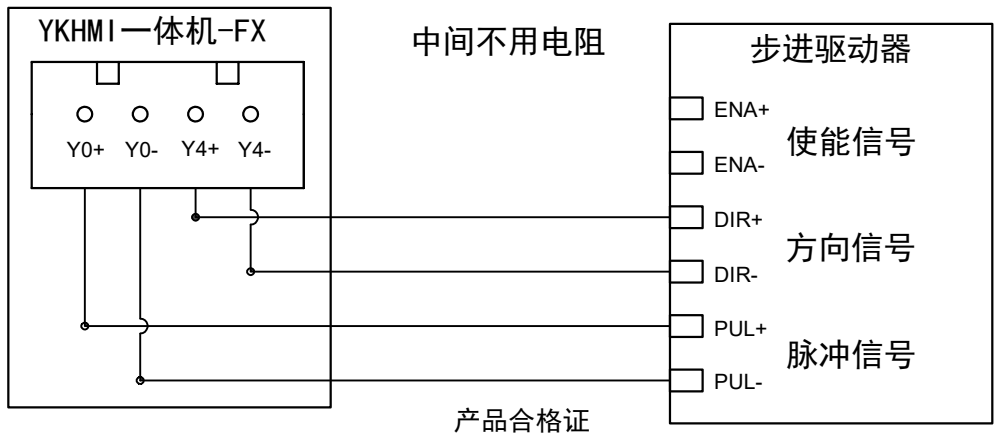 YKHMI一体机-FX
中间不用电阻
步进驱动器
Y0+ Y0- Y4+ Y4-
ENA+
使能信号
ENA-
DIR+
方向信号
DIR-
PUL+
脉冲信号
PUL-
产品合格证